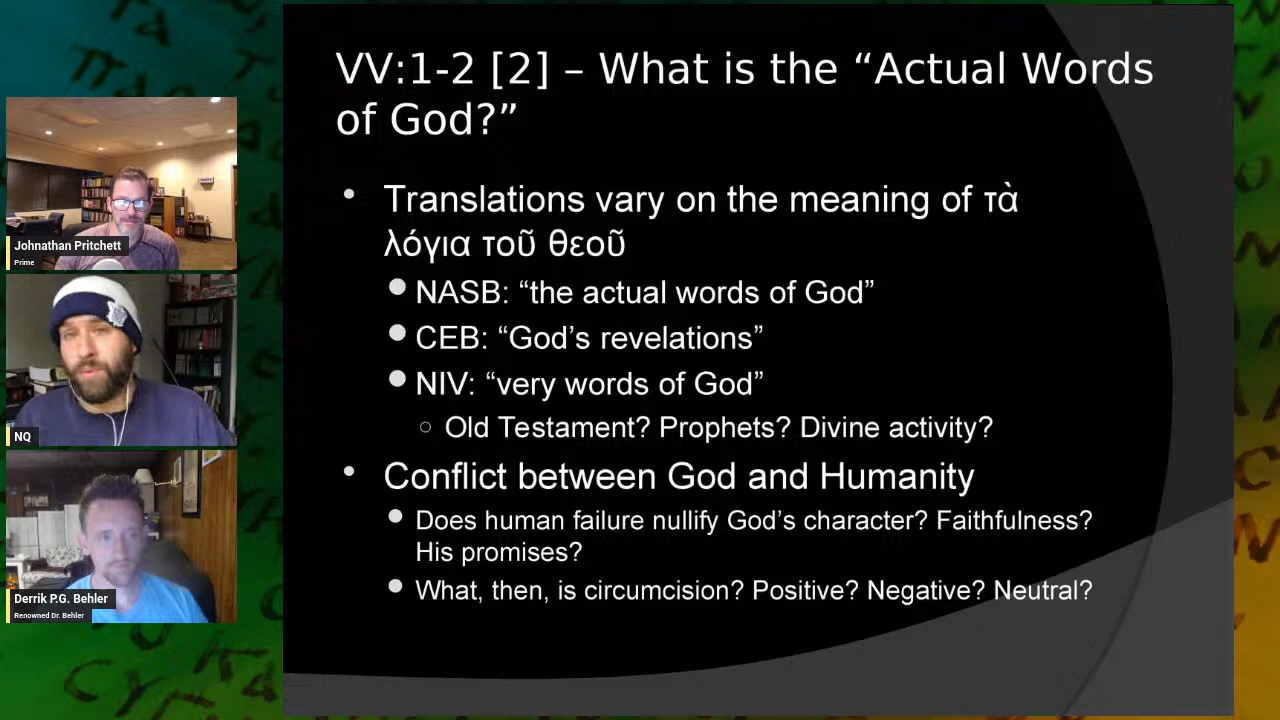 VV:1-2 [2] – What is the “Actual Words
of God?”
• Translations vary on the meaning of τὰ
λόγια τοῦ θεοῦ
• NASB: “the actual words of God”
• CEB: “God’s revelations”
• NIV: “very words of God”
○ Old Testament? Prophets? Divine activity?
• Conflict between God and Humanity
• Does human failure nullify God’s character? Faithfulness?
His promises?
• What, then, is circumcision? Positive? Negative? Neutral?
Johnathan Pritchett
Prime
NQ
Derrik P.G. Behler
Renowned Dr. Behler